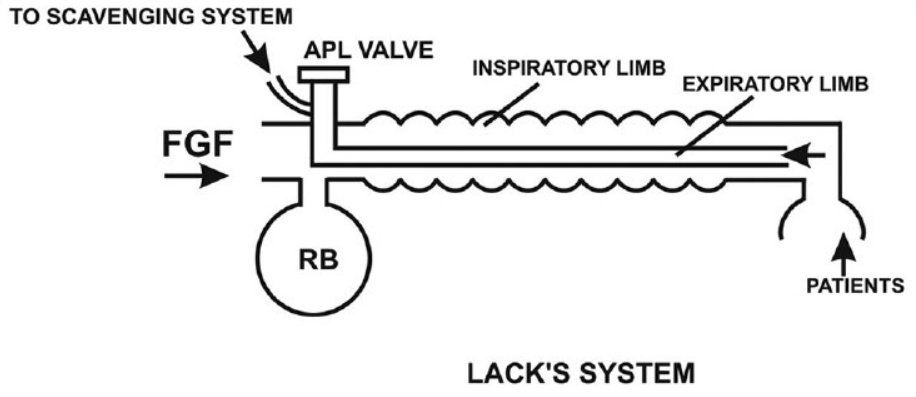 TO SCAVENGING SYSTEM
APL VALVE
INSPIRATORY LIMB
EXPIRATORY LIMB
FGF
RB
PATIENTS
LACK'S SYSTEM